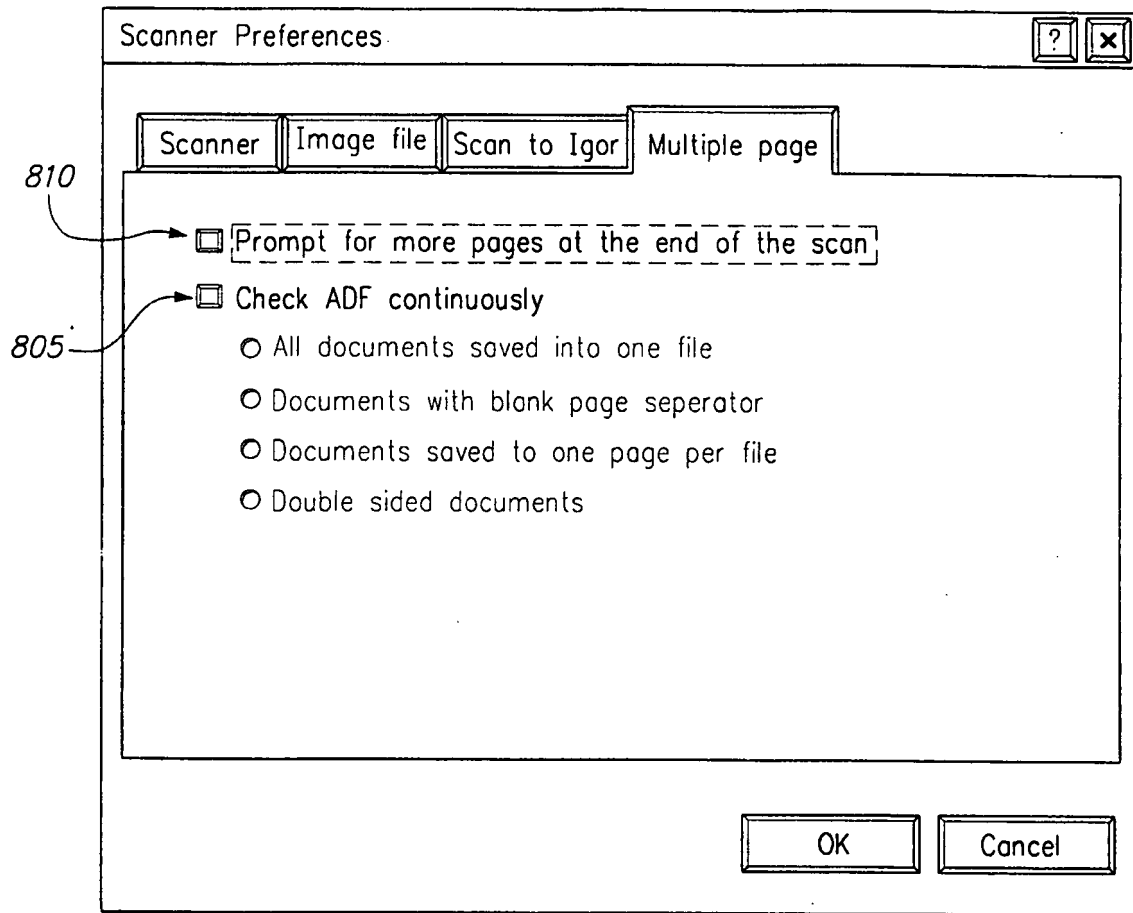 Scanner Preferences
? ×
Scanner Image file Scan to Igor Multiple page
810
Prompt for more pages at the end of the scan
Check ADF continuously
805
All documents saved into one file
Documents with blank page seperator
Documents saved to one page per file
Double sided documents
OK Cancel